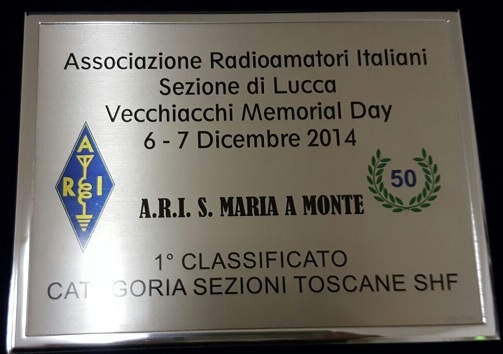 Associazione Radioamatori Italiani
Sezione di Lucca
Vecchiacchi Memorial Day
6 - 7 Dicembre 2014
A
R I
A.R.I. S. MARIA A MONTE
50
1° CLASSIFICATO
CATEGORIA SEZIONI TOSCANE SHF